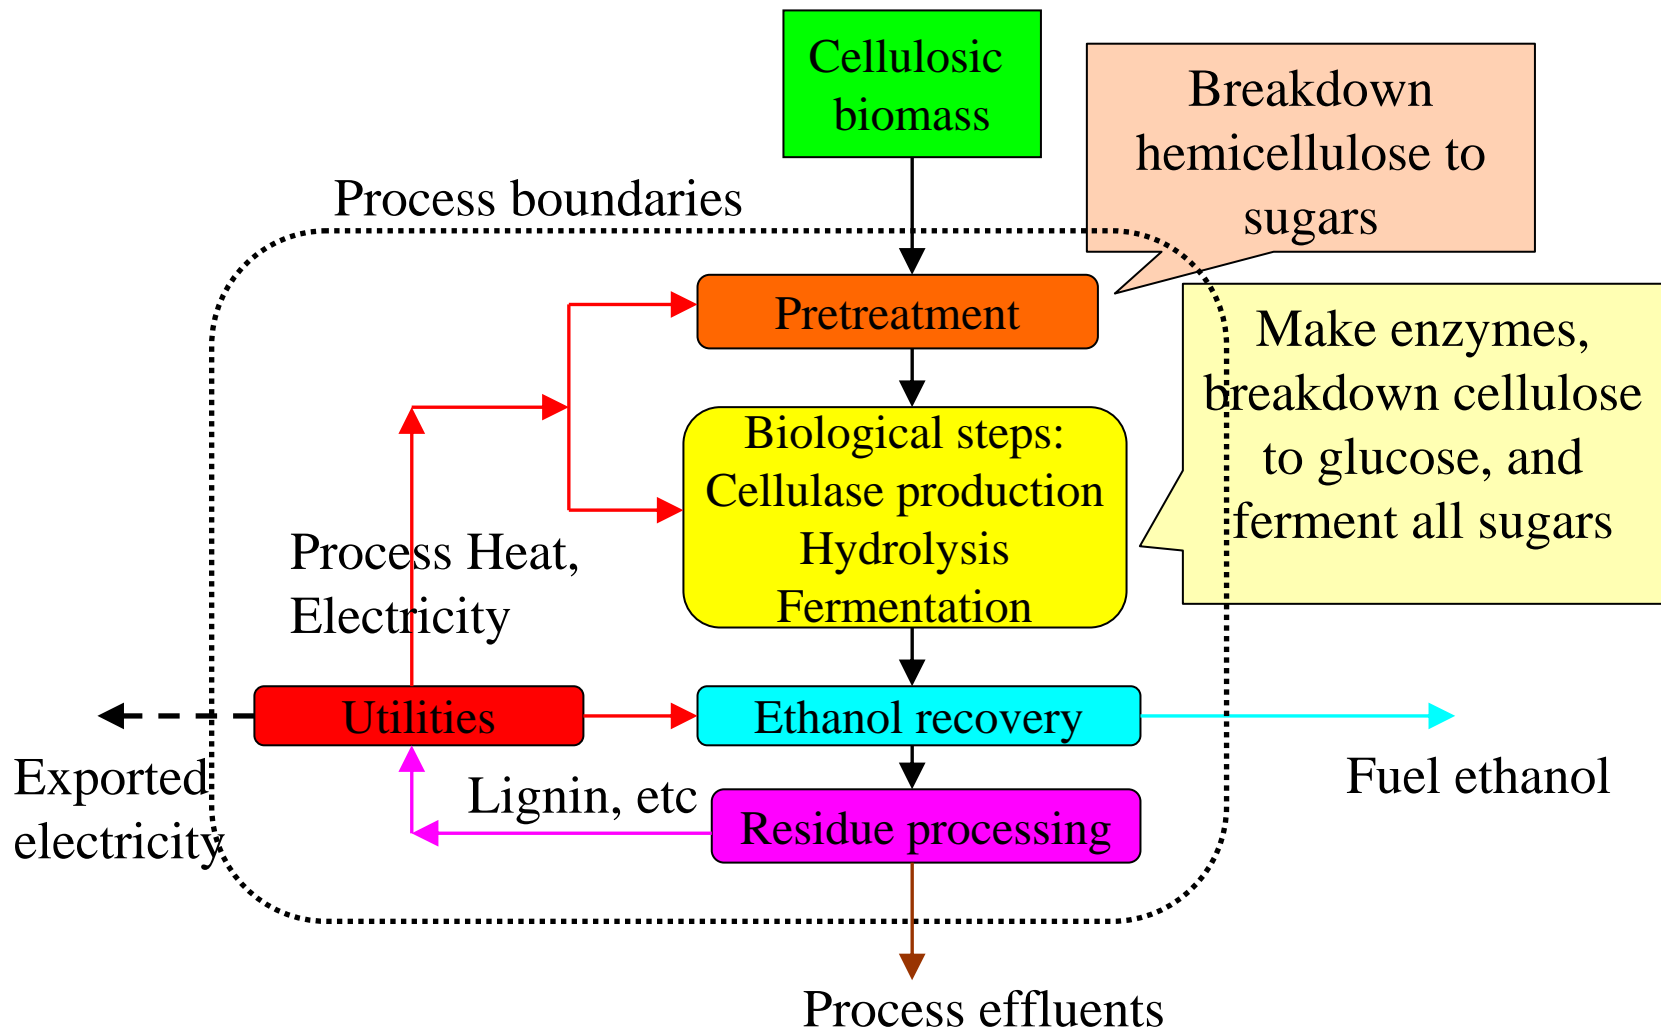 Cellulosic
biomass
Breakdown
hemicellulose to
sugars
Process boundaries
Pretreatment
Make enzymes,
breakdown cellulose
to glucose, and
ferment all sugars
Biological steps:
Cellulase production
Hydrolysis
Fermentation
Process Heat,
Electricity
Utilities
Ethanol recovery
Exported
electricity
Lignin, etc
Fuel ethanol
Residue processing
Process effluents